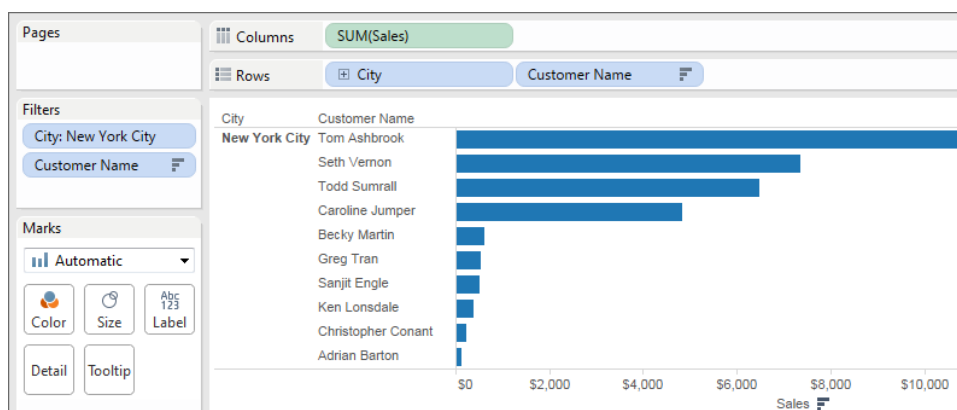 Pages
Columns
SUM(Sales)
Rows
City
Customer Name
Filters
City: New York City
Customer Name
Marks
Automatic
Color
Size
Abc
123
Label
Detail
Tooltip
City
Customer Name
New York City
Tom Ashbrook
Seth Vernon
Todd Sumrall
Caroline Jumper
Becky Martin
Greg Tran
Sanjit Engle
Ken Lonsdale
Christopher Conant
Adrian Barton
$0
$2,000
$4,000
$6,000
$8,000
$10,000
Sales